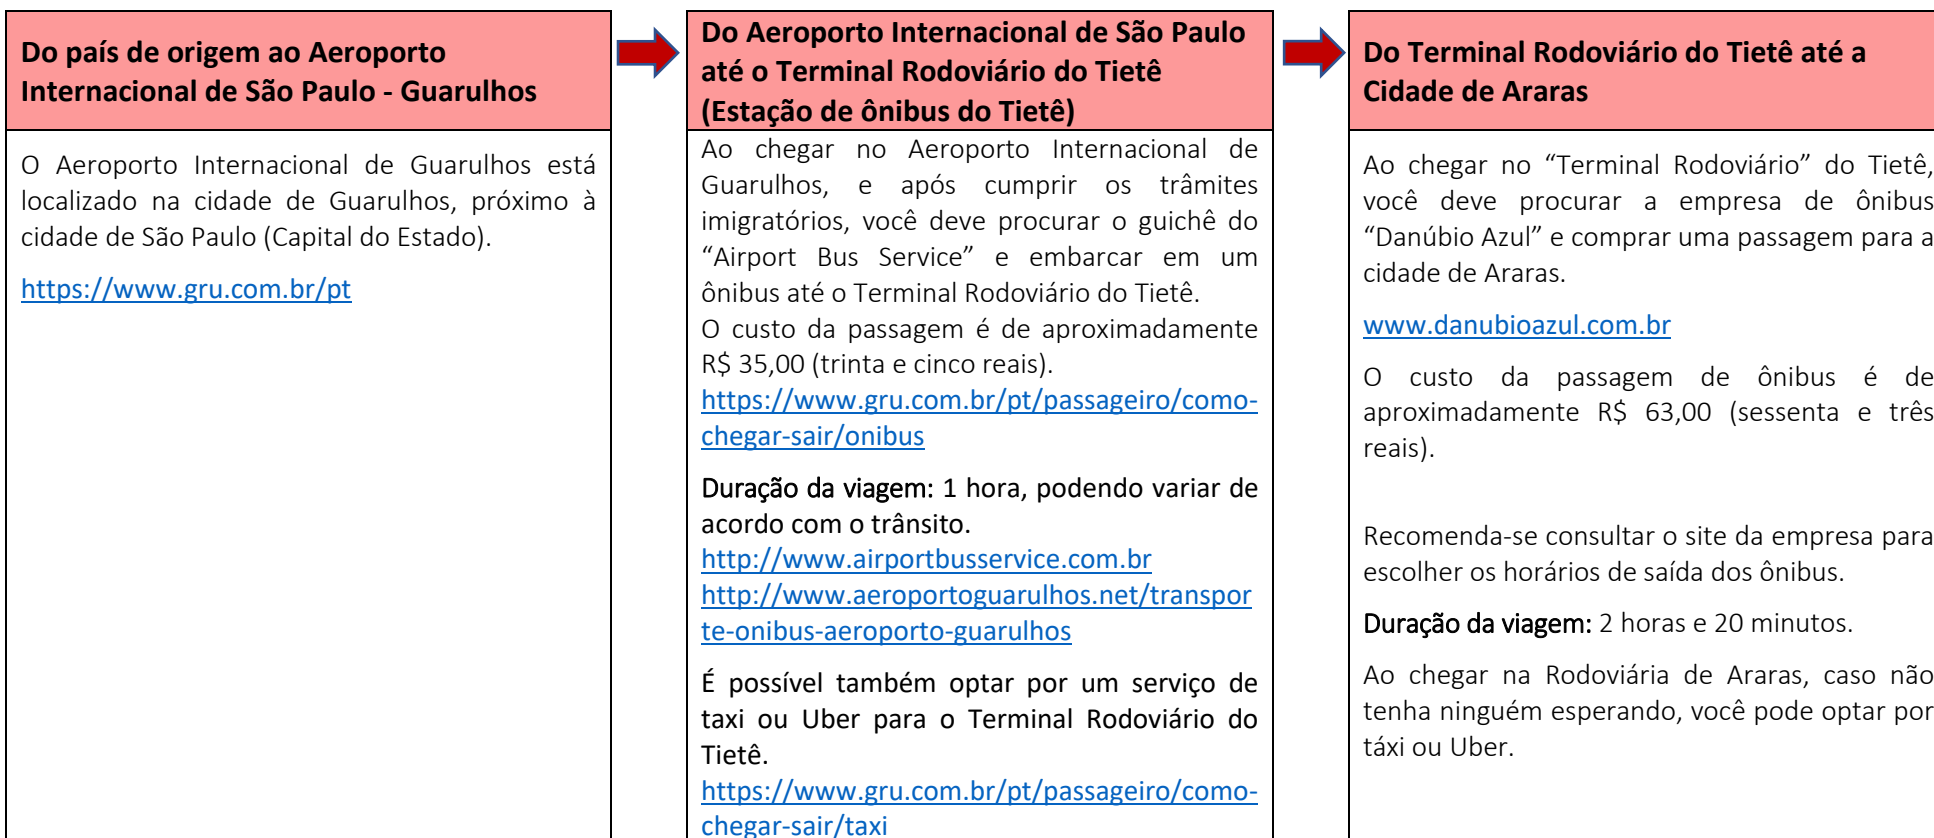 Do país de origem ao Aeroporto
Internacional de São Paulo - Guarulhos
O Aeroporto Internacional de Guarulhos está
localizado na cidade de Guarulhos, próximo à
cidade de São Paulo (Capital do Estado).
https://www.gru.com.br/pt
Do Aeroporto Internacional de São Paulo
até o Terminal Rodoviário do Tietê
(Estação de ônibus do Tietê)
Ao chegar no Aeroporto Internacional de
Guarulhos, e após cumprir os trâmites
imigratórios, você deve procurar o guichê do
“Airport Bus Service” e embarcar em um
ônibus até o Terminal Rodoviário do Tietê.
O custo da passagem é de aproximadamente
R$ 35,00 (trinta e cinco reais).
https://www.gru.com.br/pt/passageiro/como-
chegar-sair/onibus
Duração da viagem: 1 hora, podendo variar de
acordo com o trânsito.
http://www.airportbusservice.com.br
http://www.aeroportoguarulhos.net/transpor
te-onibus-aeroporto-guarulhos
É possível também optar por um serviço de
taxi ou Uber para o Terminal Rodoviário do
Tietê.
https://www.gru.com.br/pt/passageiro/como-
chegar-sair/taxi
Do Terminal Rodoviário do Tietê até a
Cidade de Araras
Ao chegar no “Terminal Rodoviário” do Tietê,
você deve procurar a empresa de ônibus
“Danúbio Azul” e comprar uma passagem para a
cidade de Araras.
www.danubioazul.com.br
O custo da passagem de ônibus é de
aproximadamente R$ 63,00 (sessenta e três
reais).
Recomenda-se consultar o site da empresa para
escolher os horários de saída dos ônibus.
Duração da viagem: 2 horas e 20 minutos.
Ao chegar na Rodoviária de Araras, caso não
tenha ninguém esperando, você pode optar por
táxi ou Uber.